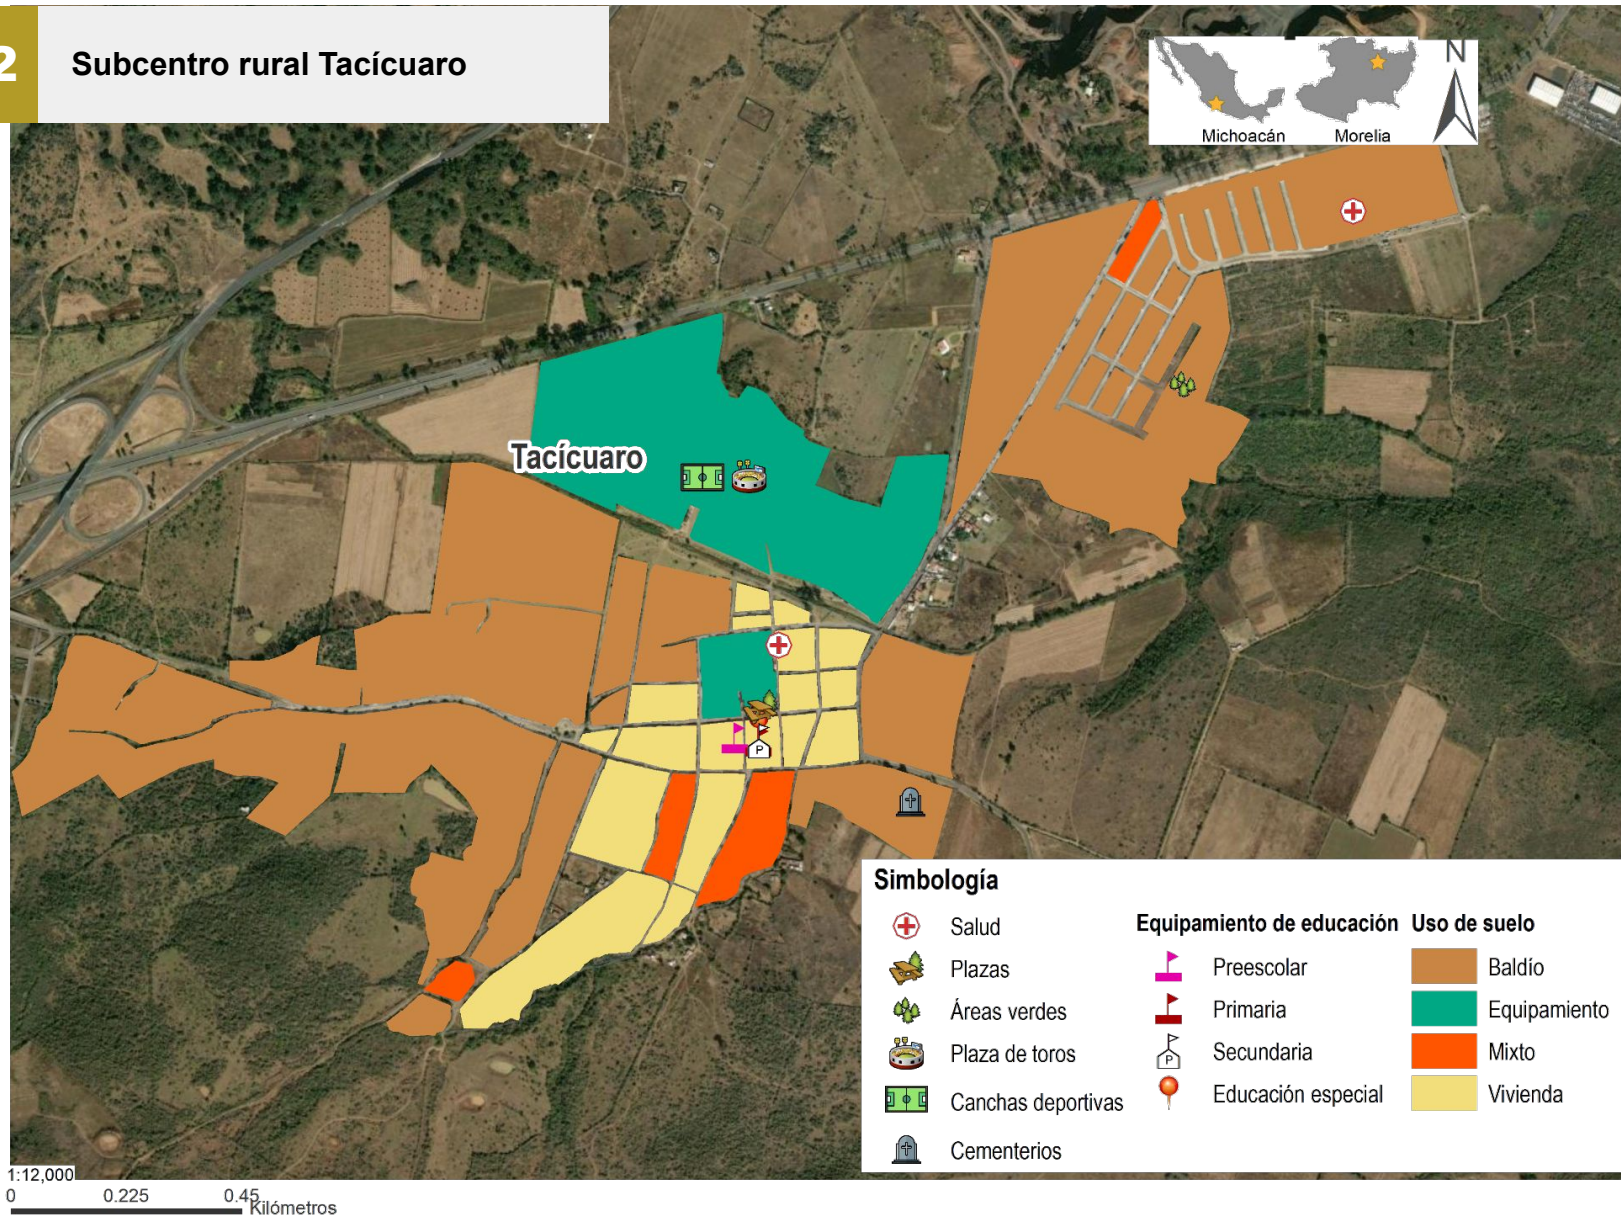 2
Subcentro rural Tacícuaro
N
Michoacán
Morelia
Tacícuaro
P
Simbología
Salud
Plazas
Áreas verdes
Plaza de toros
Canchas deportivas
Cementerios
Equipamiento de educación
Preescolar
Primaria
P
Secundaria
Educación especial
Uso de suelo
Baldío
Equipamiento
Mixto
Vivienda
1:12,000
0 0.225 0.45
Kilómetros